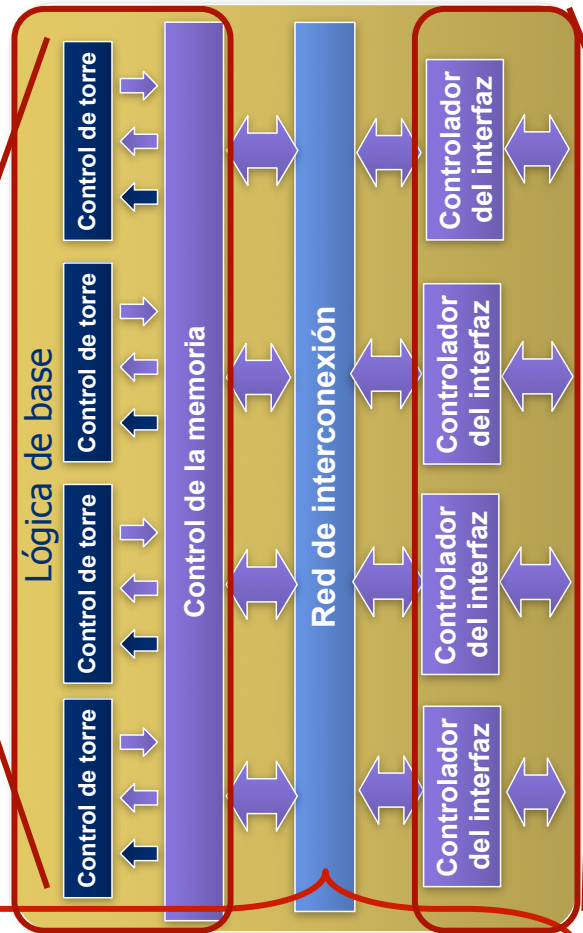 Lógica de base
Control de torre
Control de torre
Control de torre
Control de torre
Control de la memoria
Red de interconexión
Controlador
del interfaz
Controlador
del interfaz
Controlador
del interfaz
Controlador
del interfaz